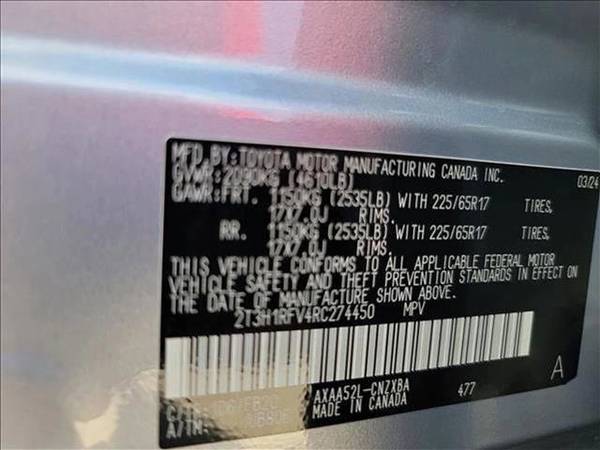 MFD. BY: TOYOTA MOTOR MANUFACTURING CANADA INC. 03/24
GVWR: 2090KG (4610LB)
GAWR: FRT. 1150KG (2535LB) WITH 225/65R17 TIRES,
17X7.0J RIMS.
RR. 1150KG (2535LB) WITH 225/65R17 TIRES,
17X7.0J RIMS.
THIS VEHICLE CONFORMS TO ALL APPLICABLE FEDERAL MOTOR
VEHICLE SAFETY AND THEFT PREVENTION STANDARDS IN EFFECT ON
THE DATE OF MANUFACTURE SHOWN ABOVE.
2T3H1RFV4RC274450 MPV
C/TR: FB20 AXAA52L-CNZXBA 477 A
A/TM: MADE IN CANADA